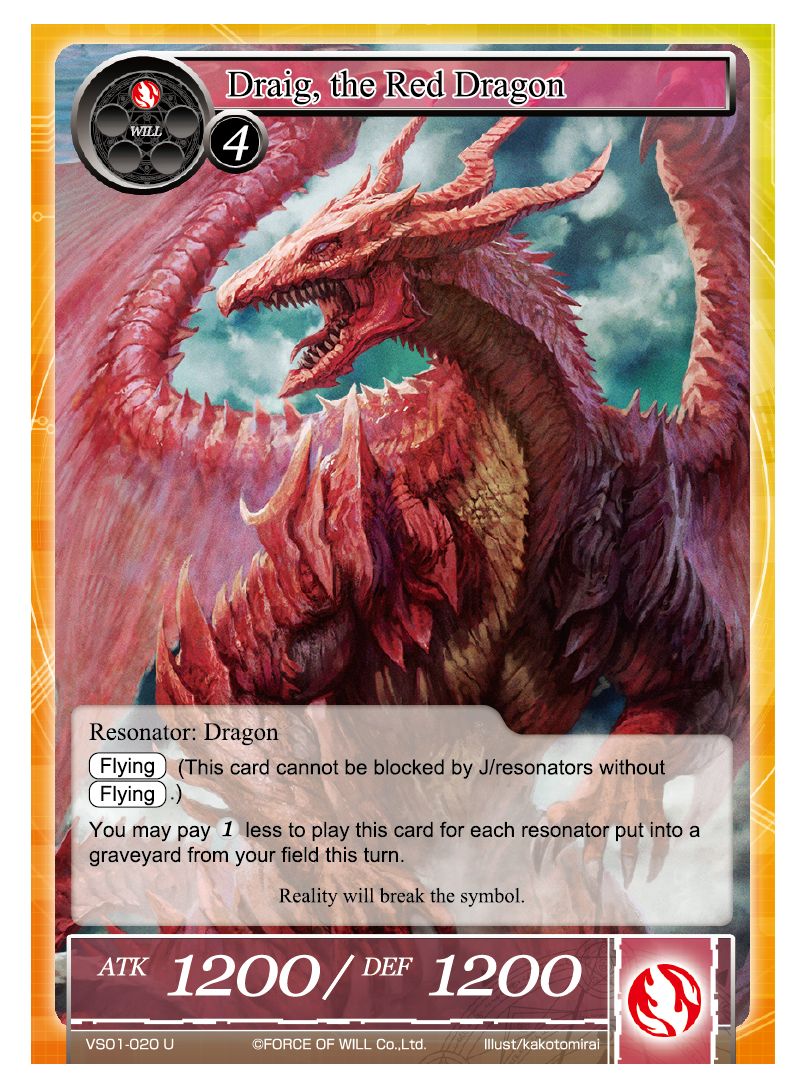 Draig, the Red Dragon
WILL
4
Resonator: Dragon
Flying (This card cannot be blocked by J/resonators without
Flying .)
You may pay 1 less to play this card for each resonator put into a
graveyard from your field this turn.
Reality will break the symbol.
ATK 1200/ DEF 1200
VS01-020 U ©FORCE OF WILL Co.,Ltd. Illust/kakotomirai